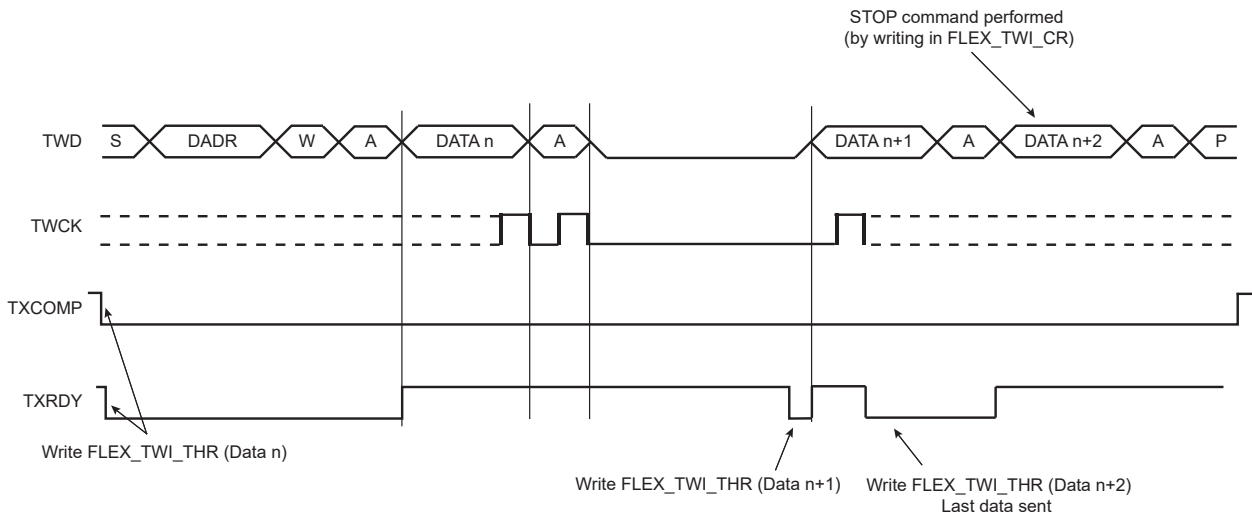 STOP command performed
(by writing in FLEX_TWI_CR)
TWD S DADR W A DATA n A DATA n+1 A DATA n+2 A P
TWCK
TXCOMP
TXRDY
Write FLEX_TWI_THR (Data n)
Write FLEX_TWI_THR (Data n+1) Write FLEX_TWI_THR (Data n+2)
Last data sent